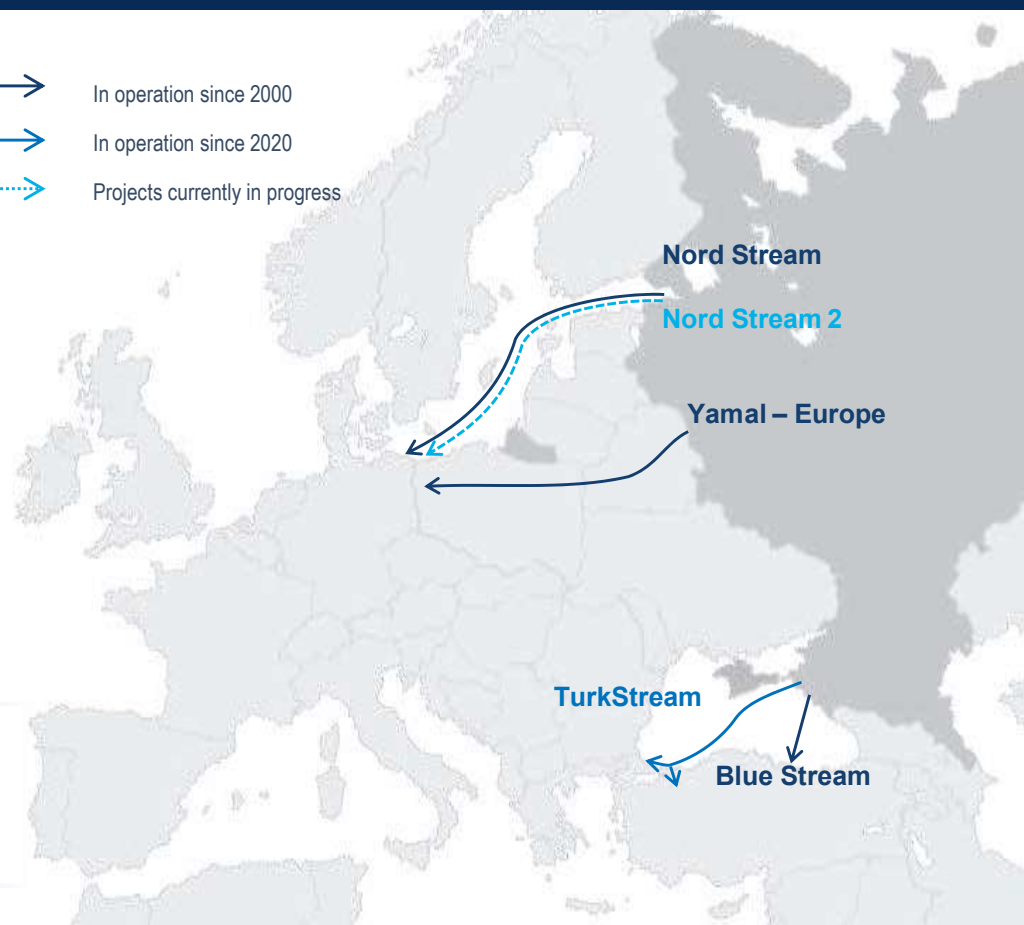 In operation since 2000
In operation since 2020
Projects currently in progress
Nord Stream
Nord Stream 2
Yamal – Europe
TurkStream
Blue Stream